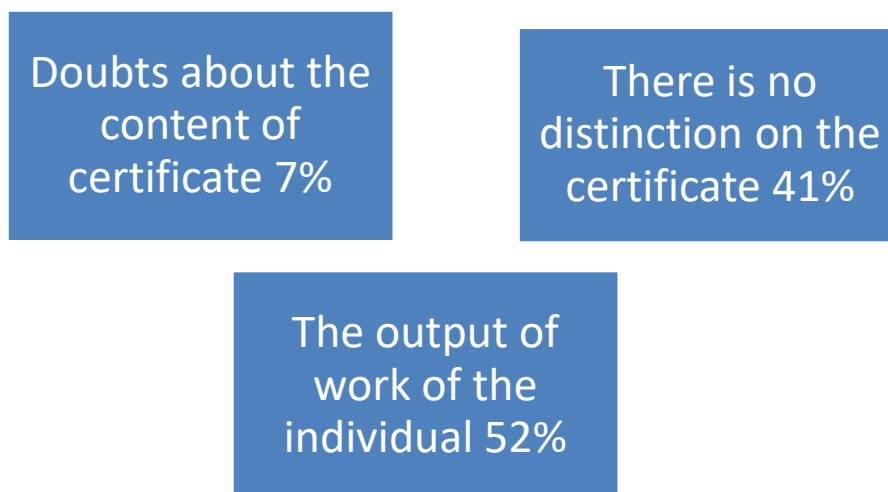 Doubts about the
content of
certificate 7%
There is no
distinction on the
certificate 41%
The output of
work of the
individual 52%